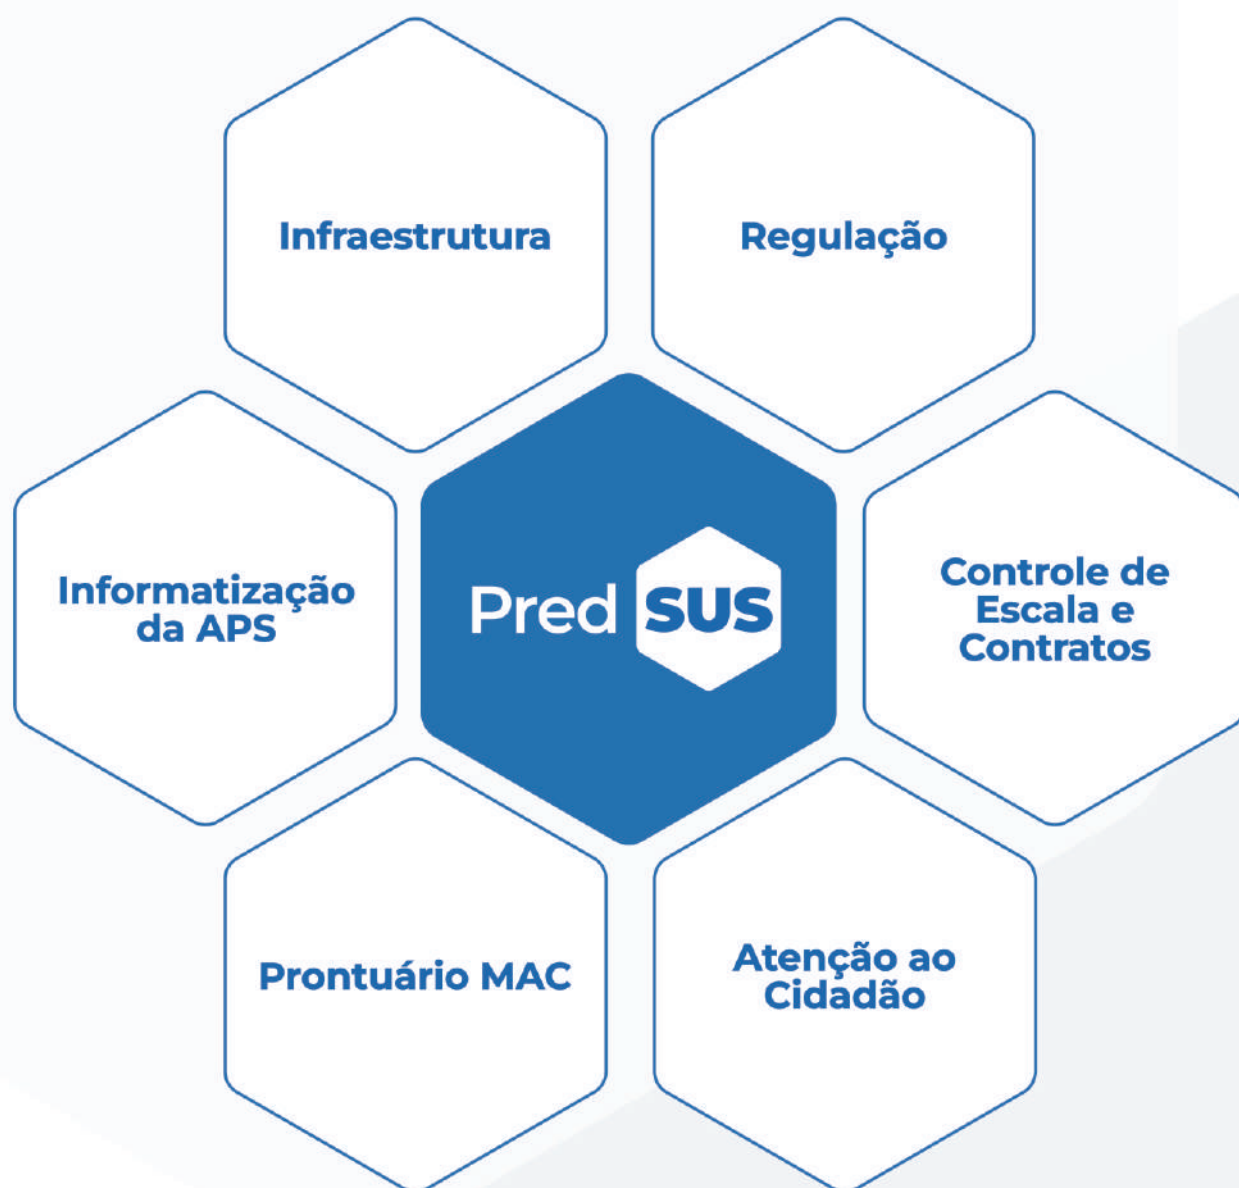 Infraestrutura
Regulação
Informatização
da APS
Pred SUS
Controle de
Escala e
Contratos
Prontuário MAC
Atenção ao
Cidadão